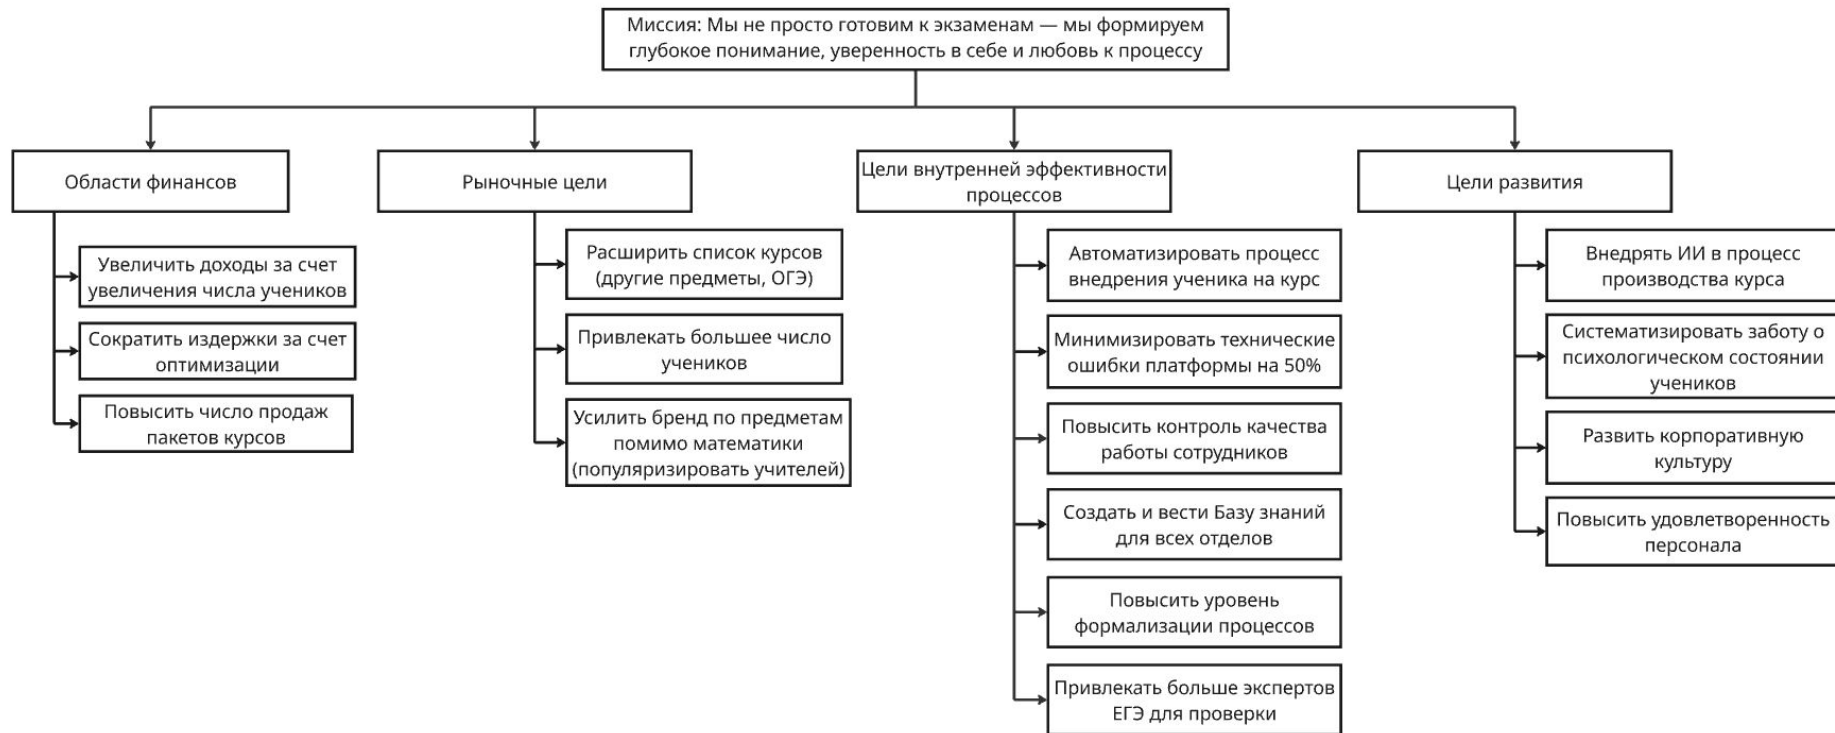 Миссия: Мы не просто готовим к экзаменам — мы формируем
глубокое понимание, уверенность в себе и любовь к процессу
Области финансов
Увеличить доходы за счет
увеличения числа учеников
Сократить издержки за счет
оптимизации
Повысить число продаж
пакетов курсов
Рыночные цели
Расширить список курсов
(другие предметы, ОГЭ)
Привлекать большее число
учеников
Усилить бренд по предметам
помимо математики
(популяризировать учителей)
Цели внутренней эффективности
процессов
Автоматизировать процесс
внедрения ученика на курс
Минимизировать технические
ошибки платформы на 50%
Повысить контроль качества
работы сотрудников
Создать и вести Базу знаний
для всех отделов
Повысить уровень
формализации процессов
Привлекать больше экспертов
ЕГЭ для проверки
Цели развития
Внедрять ИИ в процесс
производства курса
Систематизировать заботу о
психологическом состоянии
учеников
Развить корпоративную
культуру
Повысить удовлетворенность
персонала